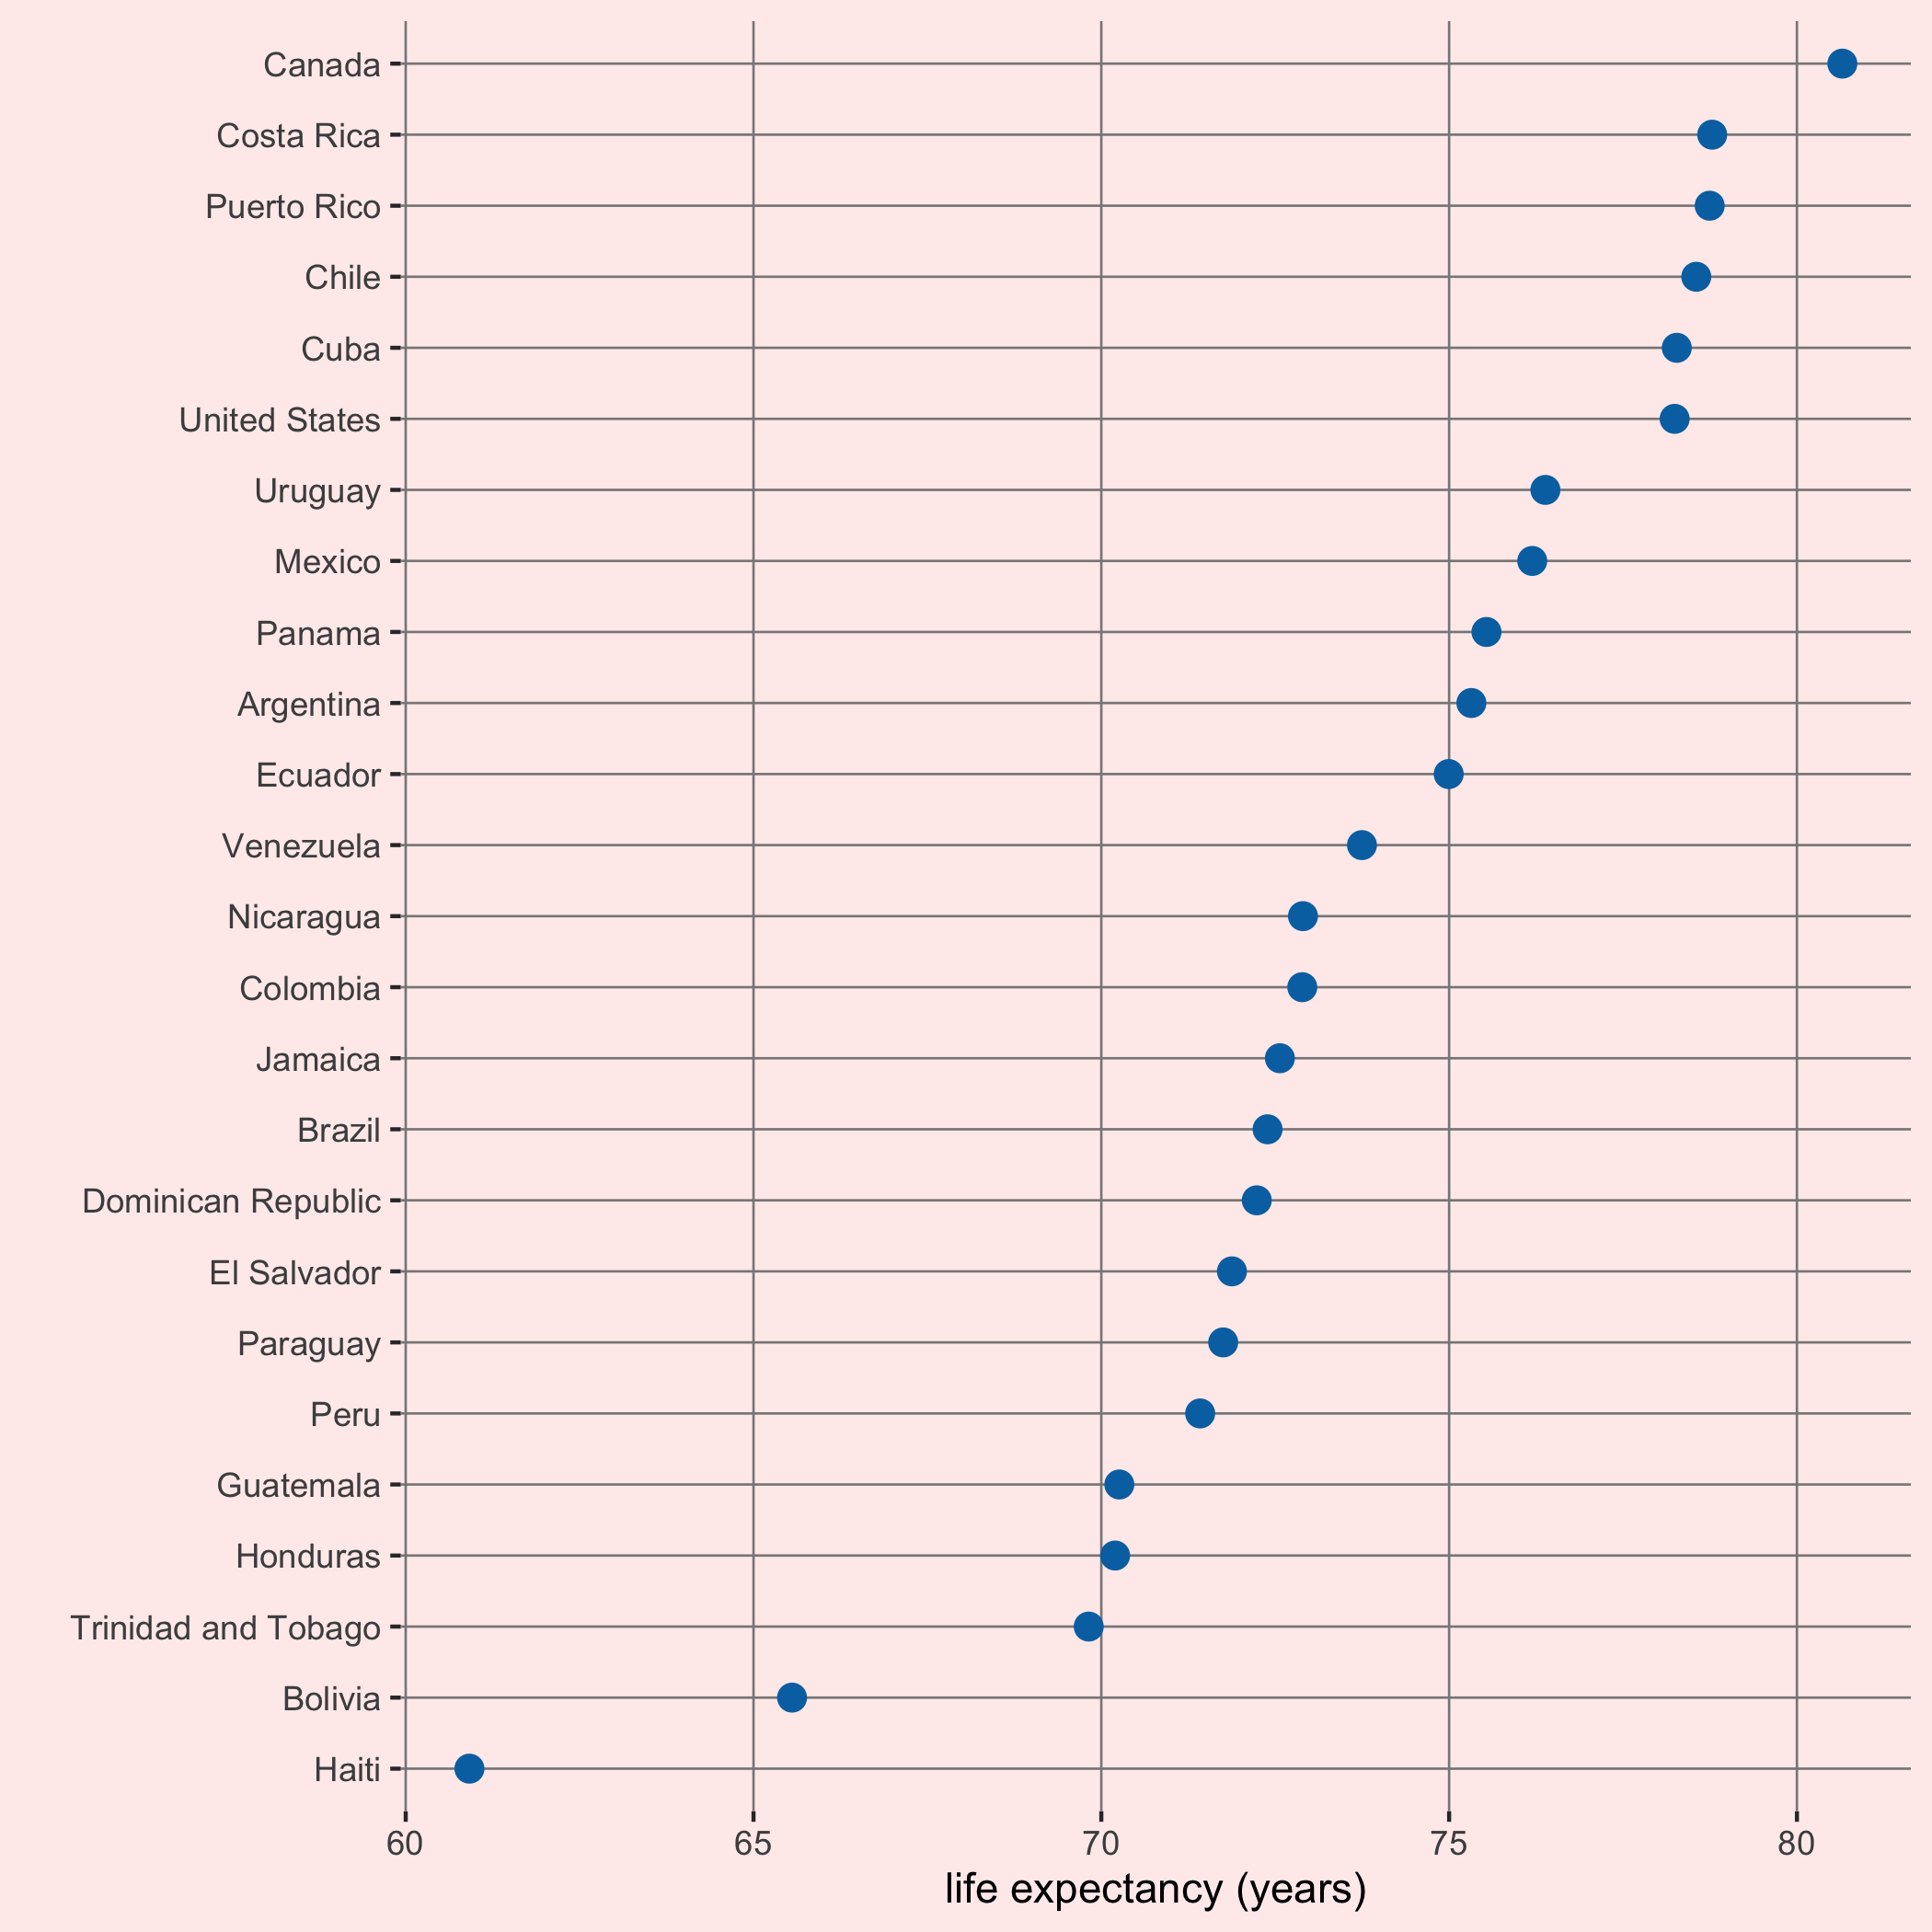 Canada
Costa Rica
Puerto Rico
Chile
Cuba
United States
Uruguay
Mexico
Panama
Argentina
Ecuador
Venezuela
Nicaragua
Colombia
Jamaica
Brazil
Dominican Republic
El Salvador
Paraguay
Peru
Guatemala
Honduras
Trinidad and Tobago
Bolivia
Haiti
60 65 70 75 80
life expectancy (years)